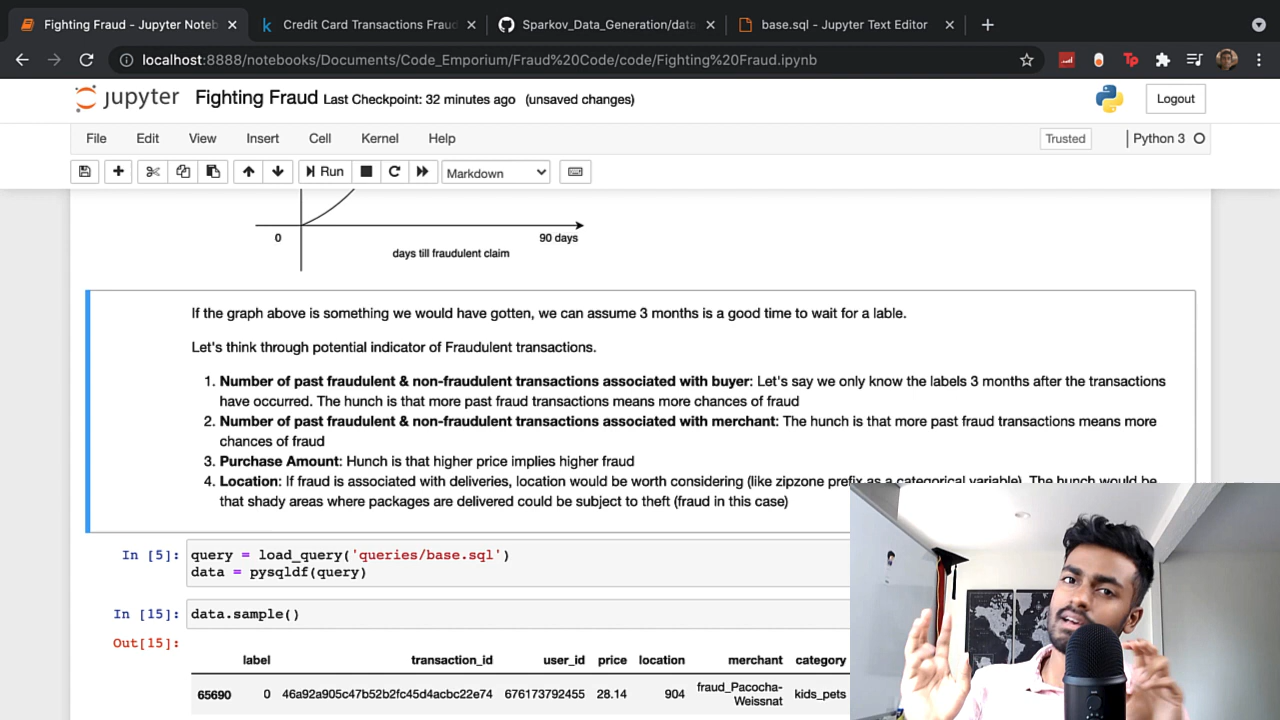 Fighting Fraud - Jupyter Noteb
Credit Card Transactions Fraud
Sparkov_Data_Generation/data
base.sql - Jupyter Text Editor
localhost:8888/notebooks/Documents/Code_Emporium/Fraud%20Code/code/Fighting%20Fraud.ipynb
jupyter Fighting Fraud Last Checkpoint: 32 minutes ago (unsaved changes)
Logout
File Edit View Insert Cell Kernel Help
Trusted Python 3
Run Markdown
0 90 days
days till fraudulent claim
If the graph above is something we would have gotten, we can assume 3 months is a good time to wait for a lable.
Let's think through potential indicator of Fraudulent transactions.
1. Number of past fraudulent & non-fraudulent transactions associated with buyer: Let's say we only know the labels 3 months after the transactions
have occurred. The hunch is that more past fraud transactions means more chances of fraud
2. Number of past fraudulent & non-fraudulent transactions associated with merchant: The hunch is that more past fraud transactions means more
chances of fraud
3. Purchase Amount: Hunch is that higher price implies higher fraud
4. Location: If fraud is associated with deliveries, location would be worth considering (like zipzone prefix as a categorical variable). The hunch would be
that shady areas where packages are delivered could be subject to theft (fraud in this case)
In [5]: query = load_query('queries/base.sql')
data = pysqldf(query)
In [15]: data.sample()
Out[15]:
label transaction_id user_id price location merchant category
65690 0 46a92a905c47b52b2fc45d4acbc22e74 676173792455 28.14 904 fraud_Pacocha-
Weissnat kids_pets